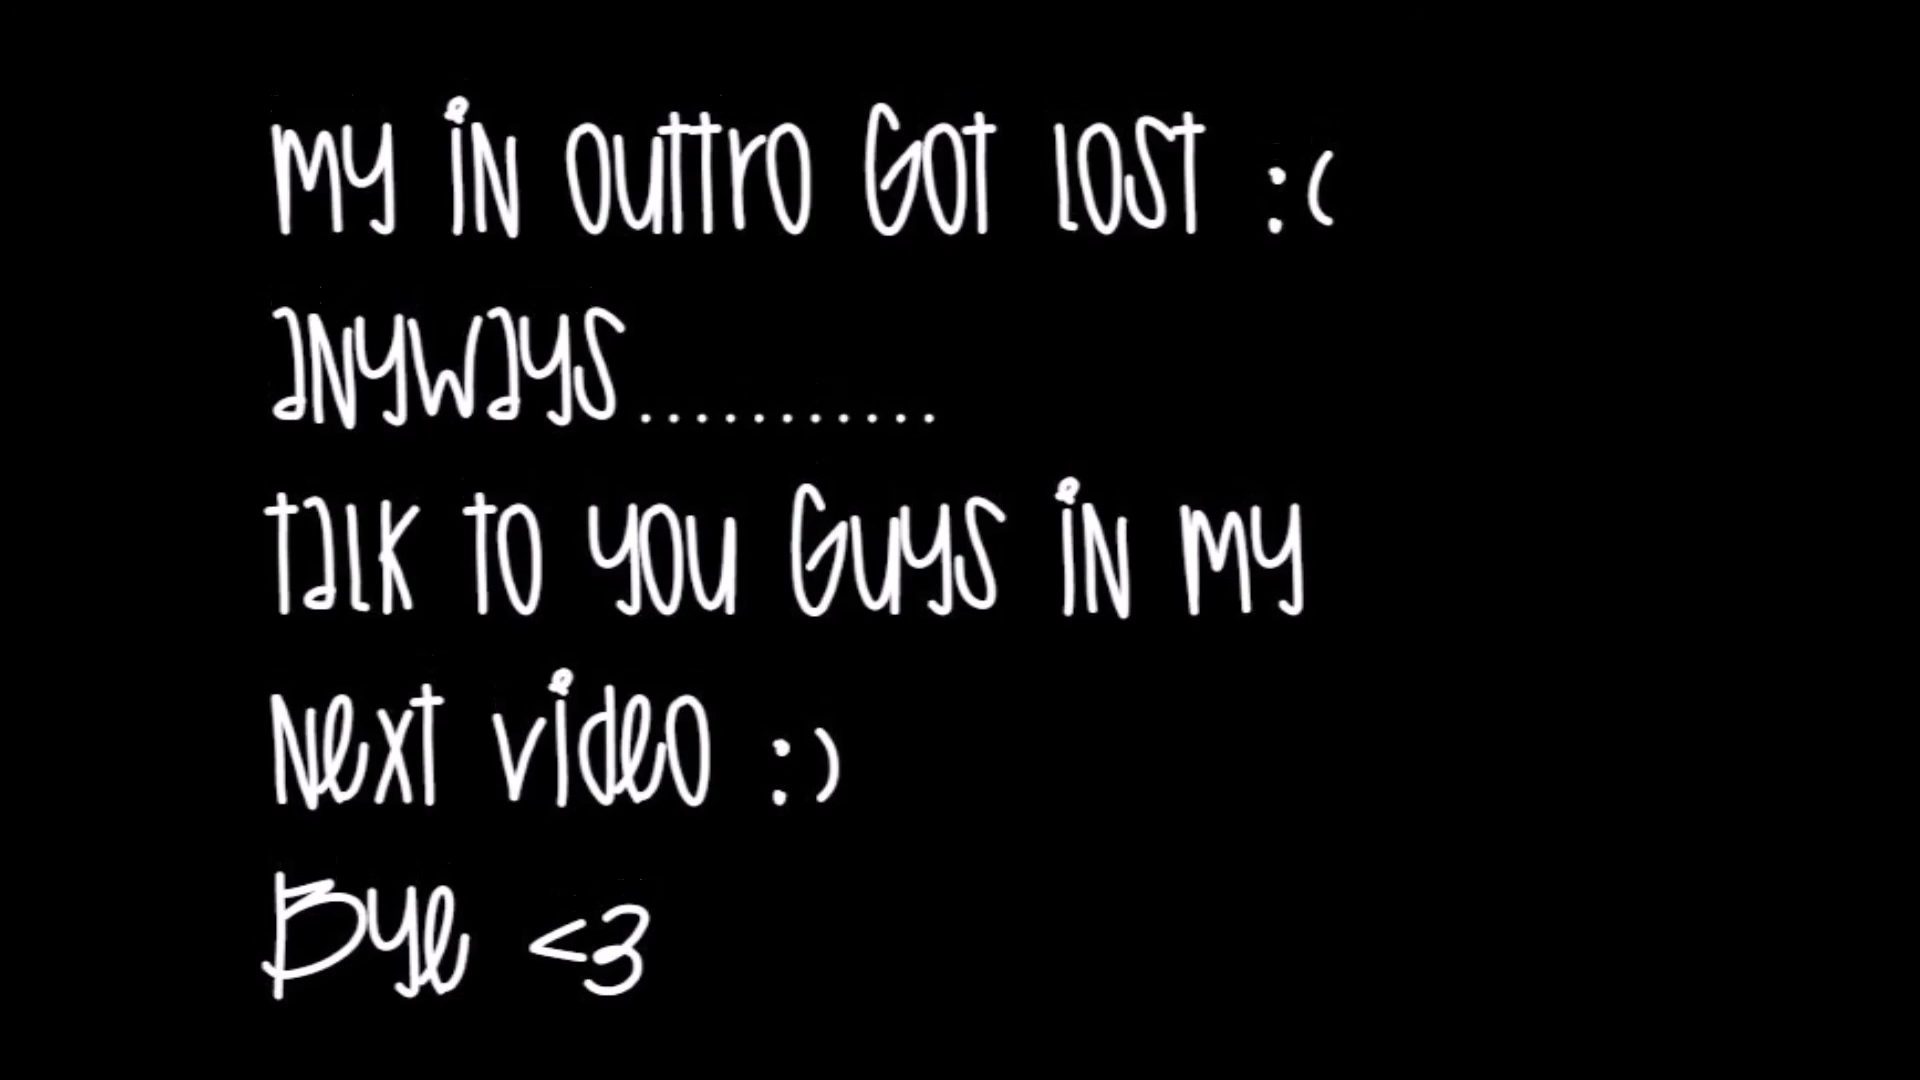 My in outtro Got lost :(
anyways...........
talk to you Guys in my
Next video :)
Bye <3